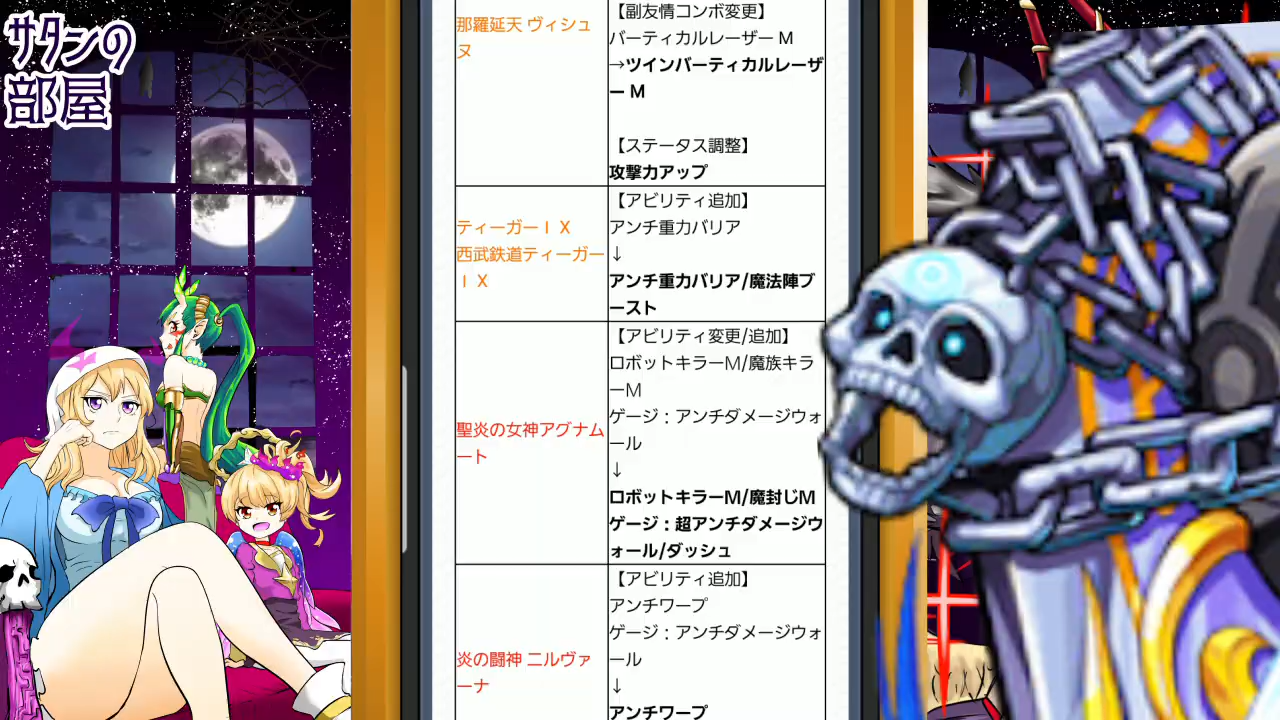 サタンの
部屋
那羅延天 ヴィシュ
ヌ
【副友情コンボ変更】
バーティカルレーザー M
→ツインバーティカルレーザ
ー M
【ステータス調整】
攻撃力アップ
ティーガーⅠ X
西武鉄道ティーガー
Ⅰ X
【アビリティ追加】
アンチ重力バリア
↓
アンチ重力バリア/魔法陣ブ
ースト
聖炎の女神アグナム
ート
【アビリティ変更/追加】
ロボットキラーM/魔族キラ
ーM
ゲージ：アンチダメージウォ
ール
↓
ロボットキラーM/魔封じM
ゲージ：超アンチダメージウ
ォール/ダッシュ
炎の闘神 ニルヴァ
ーナ
【アビリティ追加】
アンチワープ
ゲージ：アンチダメージウォ
ール
↓
アンチワープ